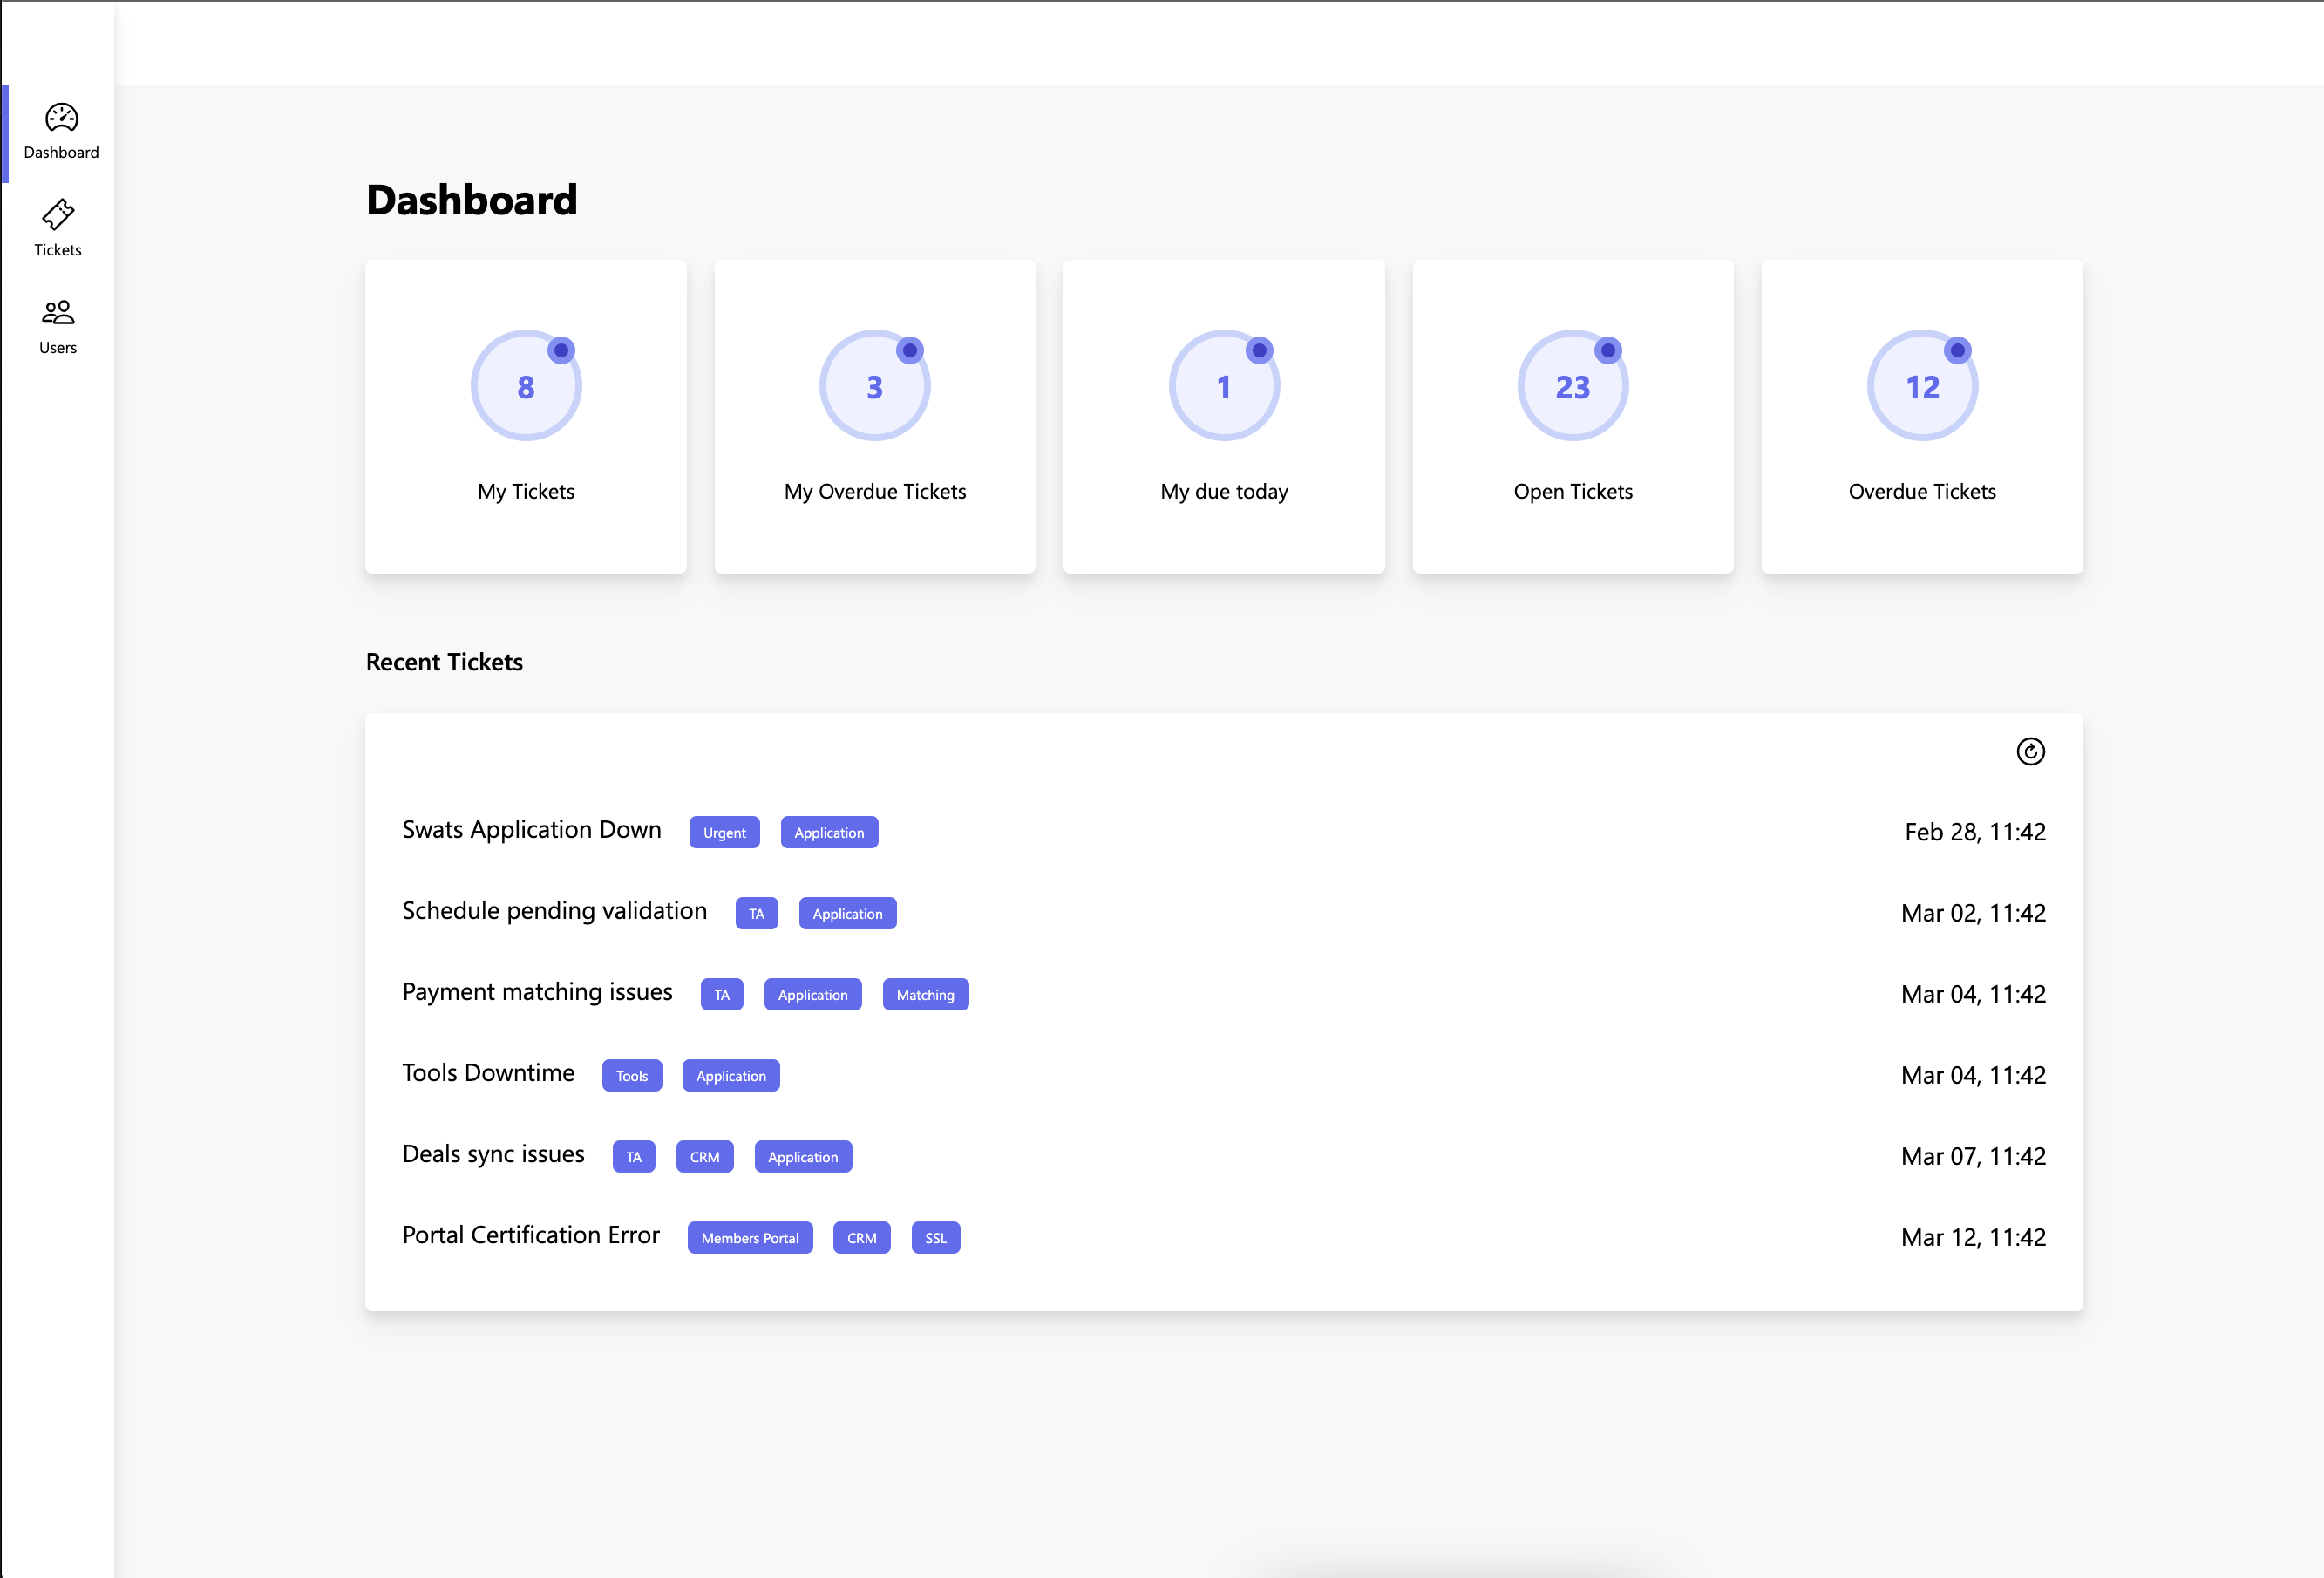 Dashboard
Tickets
Users
Dashboard
8
My Tickets
3
My Overdue Tickets
1
My due today
23
Open Tickets
12
Overdue Tickets
Recent Tickets
Swats Application Down Urgent Application Feb 28, 11:42
Schedule pending validation TA Application Mar 02, 11:42
Payment matching issues TA Application Matching Mar 04, 11:42
Tools Downtime Tools Application Mar 04, 11:42
Deals sync issues TA CRM Application Mar 07, 11:42
Portal Certification Error Members Portal CRM SSL Mar 12, 11:42